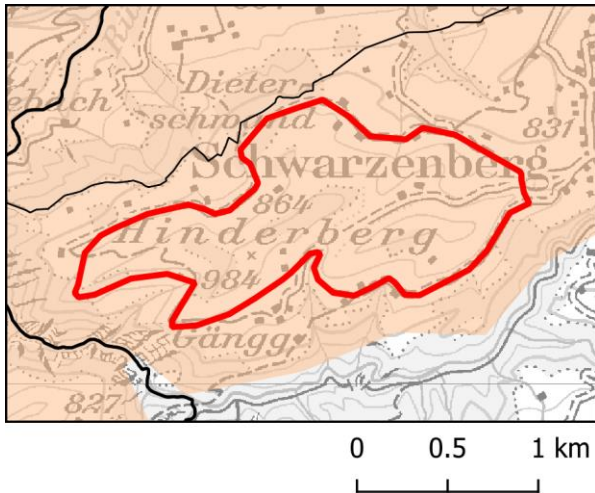 Dieter-
schwand
831
Schwarzenberg
864
Hinderberg
984
Gängg
827
0 0.5 1 km